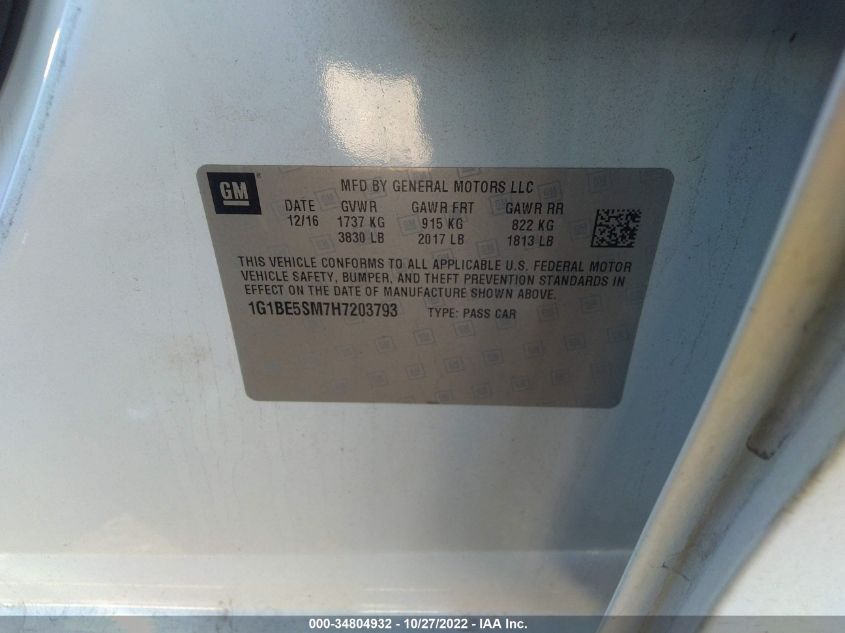 GM ®
MFD BY GENERAL MOTORS LLC
DATE GVWR GAWR FRT GAWR RR
12/16 1737 KG 915 KG 822 KG
3830 LB 2017 LB 1813 LB
THIS VEHICLE CONFORMS TO ALL APPLICABLE U.S. FEDERAL MOTOR
VEHICLE SAFETY, BUMPER, AND THEFT PREVENTION STANDARDS IN
EFFECT ON THE DATE OF MANUFACTURE SHOWN ABOVE.
1G1BE5SM7H7203793 TYPE: PASS CAR
000-34804932 - 10/27/2022 - IAA Inc.